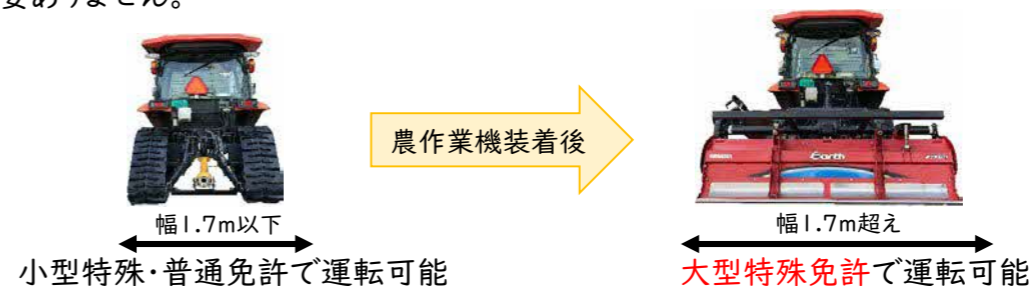 要ありません。
農作業機装着後
Earth
幅1.7m以下
幅1.7m超え
小型特殊・普通免許で運転可能
大型特殊免許で運転可能